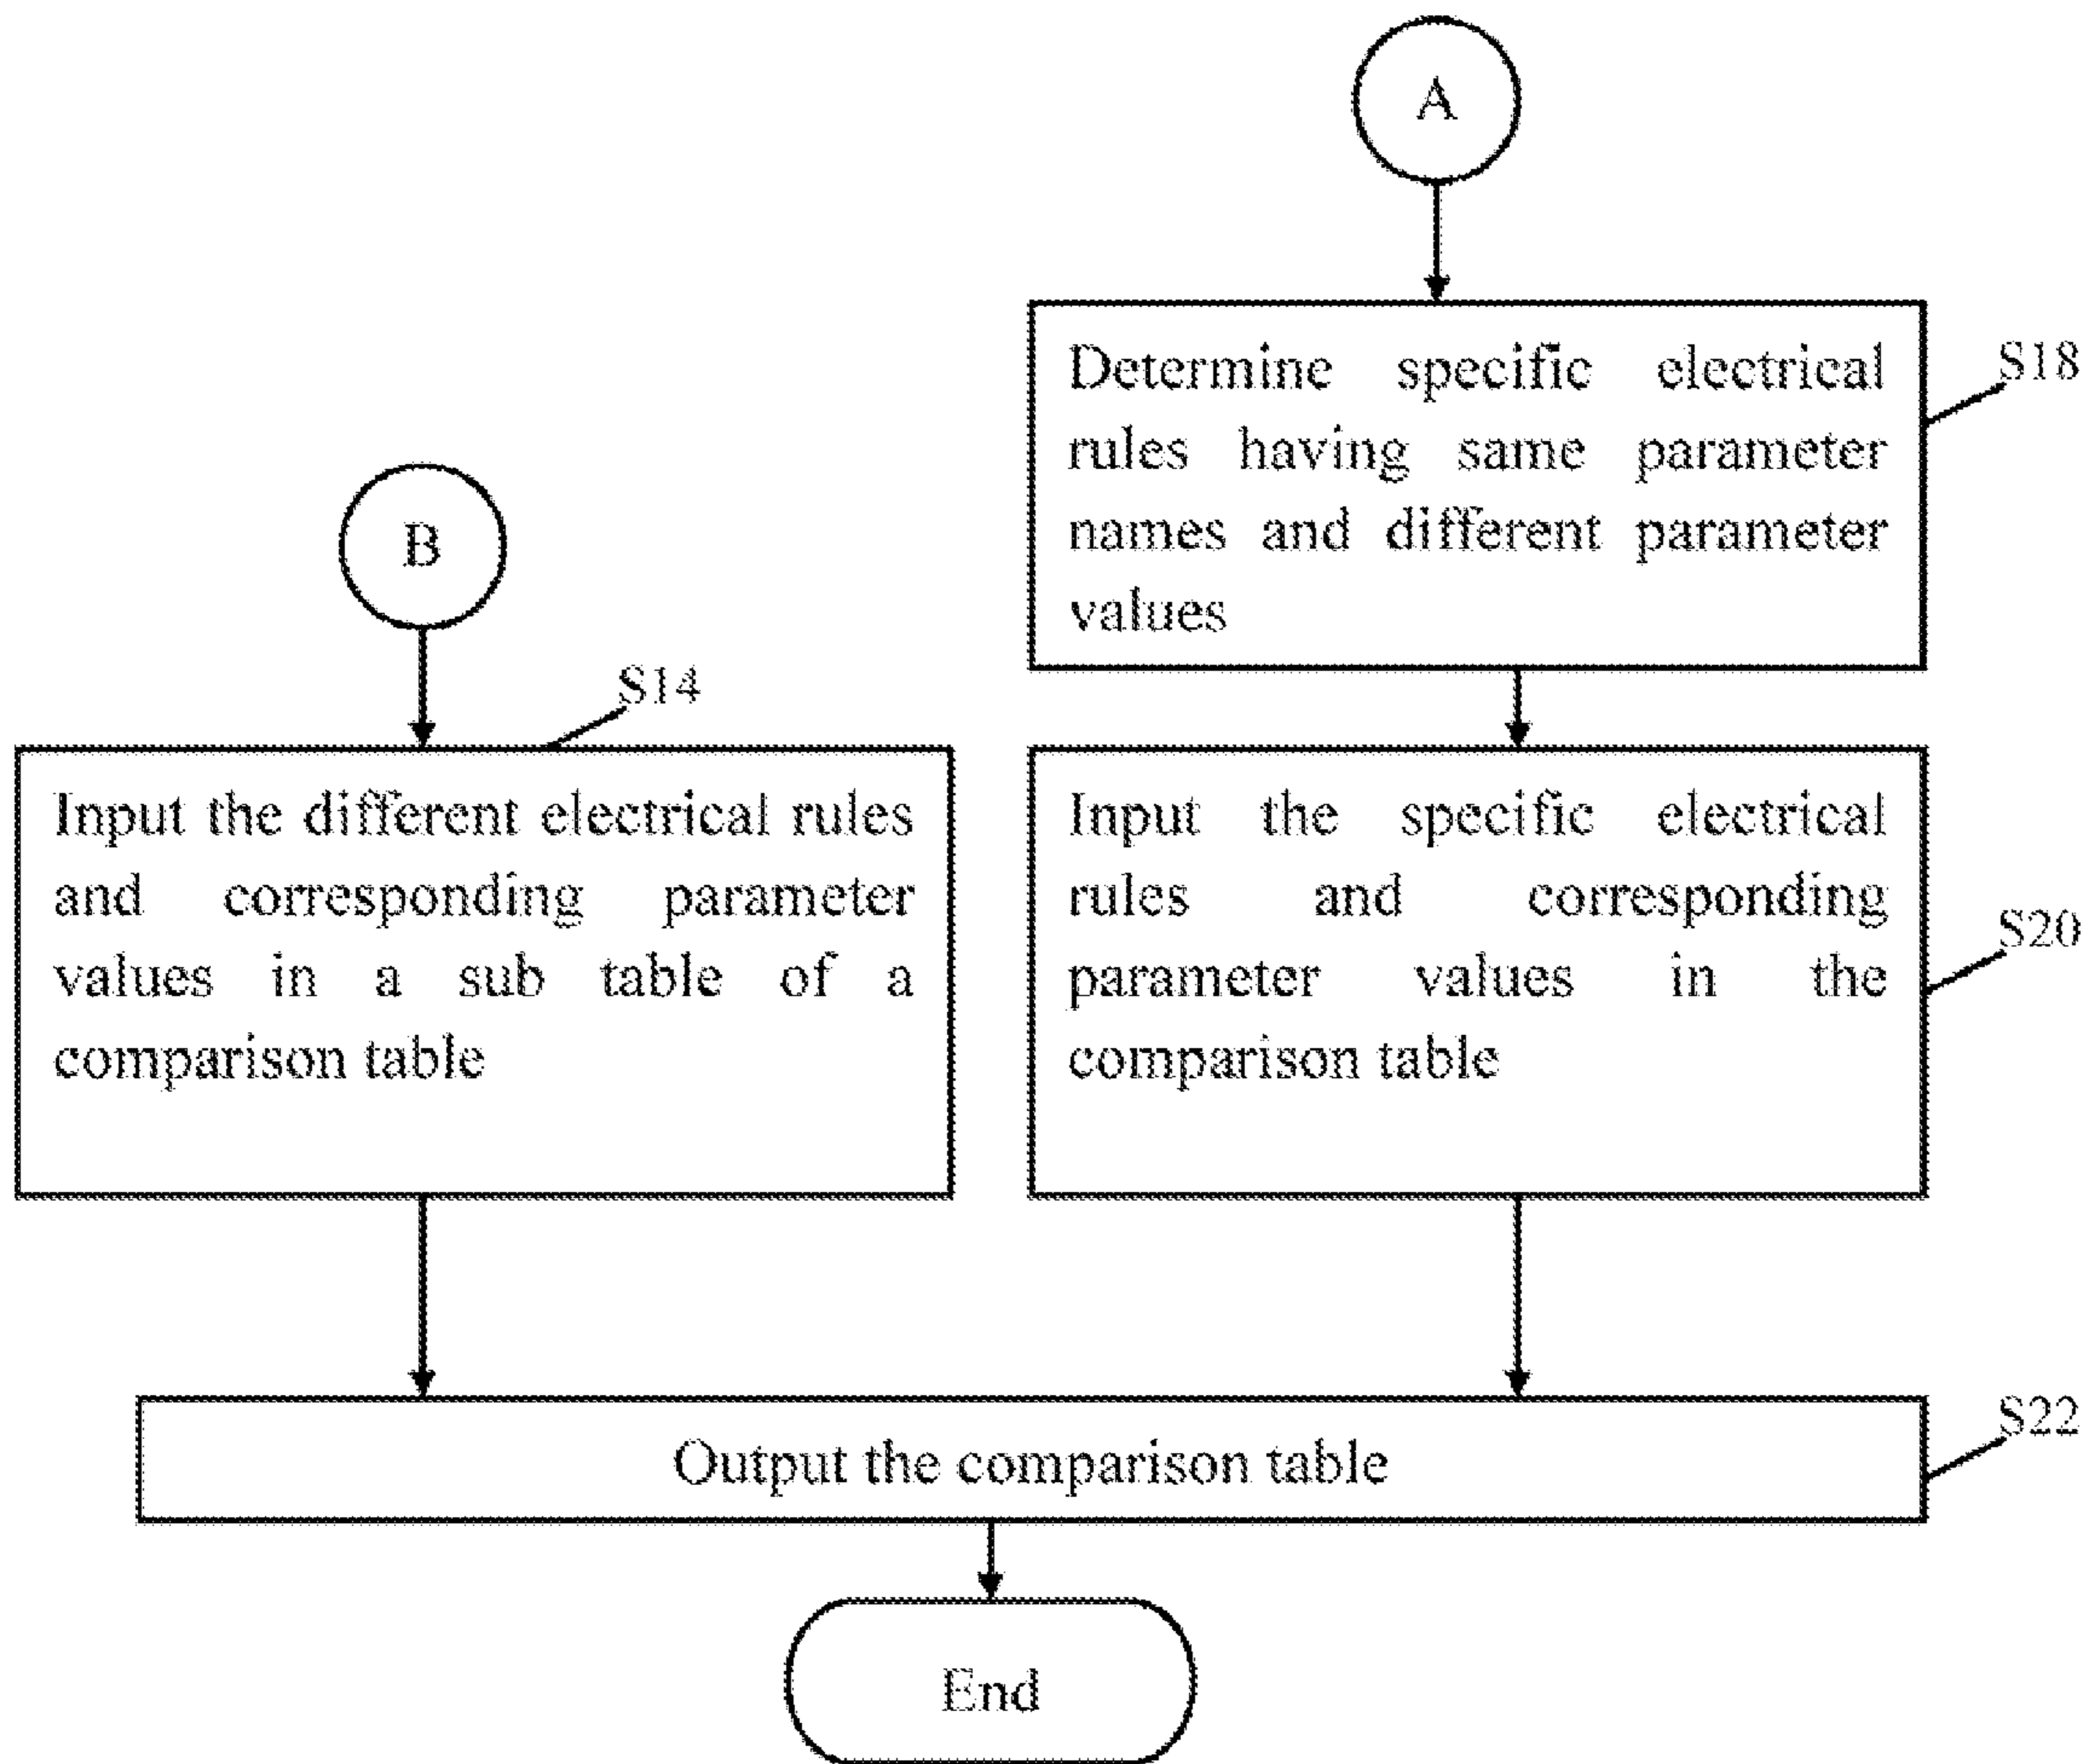 A
Determine specific electrical
rules having same parameter
names and different parameter
values
S18
B
S14
Input the different electrical rules
and corresponding parameter
values in a sub table of a
comparison table
Input the specific electrical
rules and corresponding
parameter values in the
comparison table
S20
Output the comparison table
S22
End